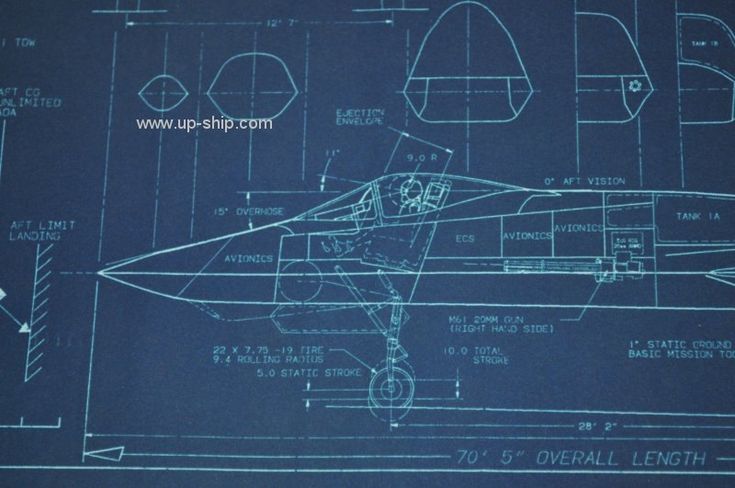 12' 7"
TOW
TANK 1B
AFT CG
UNLIMITED
EJECTION
ENVELOPE
www.up-ship.com
11°
9.0 R
0° AFT VISION
15° OVERNOSE
TANK 1A
AFT LIMIT
LANDING
ECS
AVIONICS
AVIONICS
AVIONICS
M61 20MM GUN
(RIGHT HAND SIDE)
22 X 7.75 -19 TIRE
9.4 ROLLING RADIUS
5.0 STATIC STROKE
10.0 TOTAL
STROKE
1" STATIC GROUND
BASIC MISSION
28' 2"
70' 5" OVERALL LENGTH